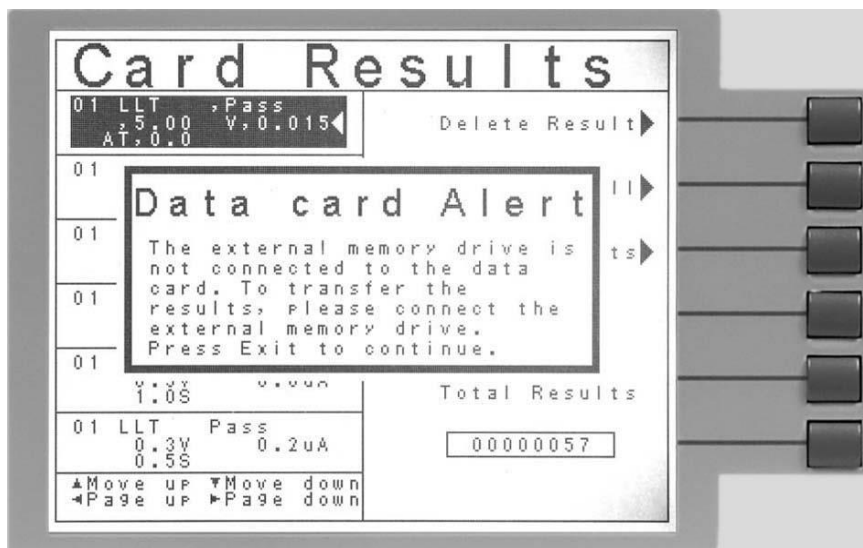 Card Results
01 LLT ,Pass
,5.00 V,0.015
AT,0.0
Delete Result
01
ll
01
ts
01
01
Data card Alert
The external memory drive is
not connected to the data
card. To transfer the
results, please connect the
external memory drive.
Press Exit to continue.
1.0S
Total Results
01 LLT Pass
0.3V 0.2uA
0.5S
00000057
▲Move up ▼Move down
◄Page up ►Page down